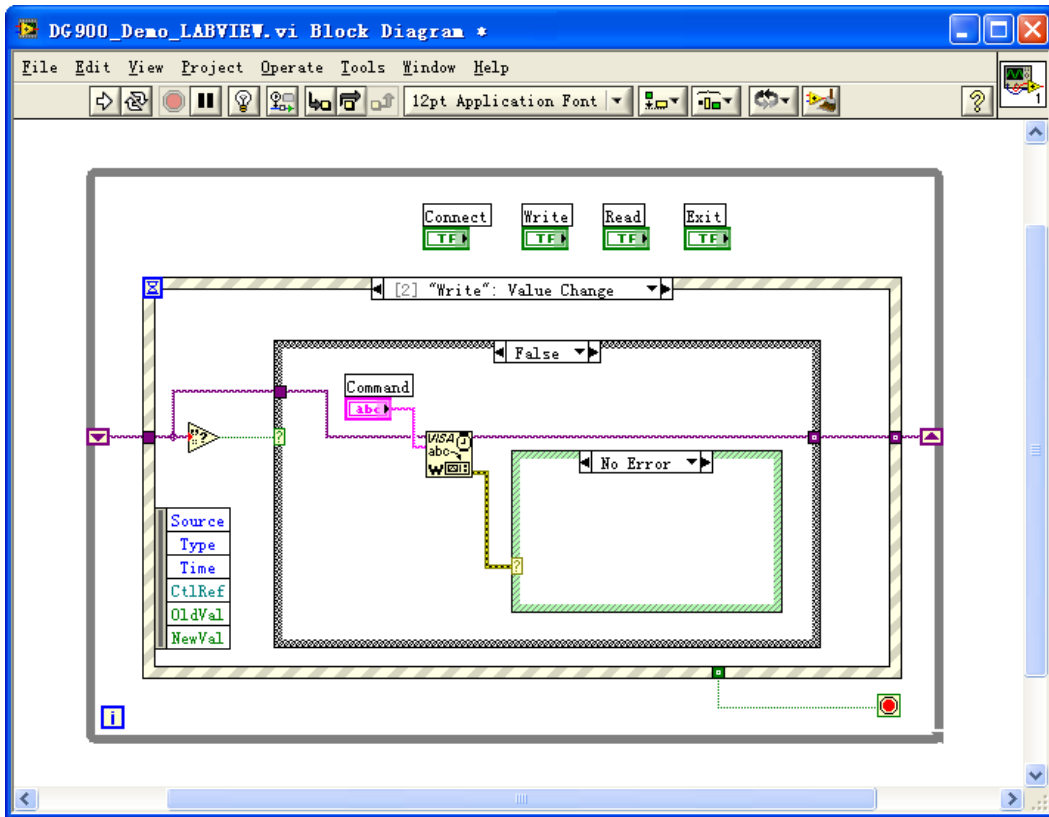 DG900_Demo_LABVIEW.vi Block Diagram *
File Edit View Project Operate Tools Window Help
12pt Application Font
?
1
Connect Write Read Exit
TF TF TF TF
[2] "Write": Value Change
False
Command
abc
?
?
VISA
abc
W
No Error
?
Source
Type
Time
CtlRef
OldVal
NewVal
i